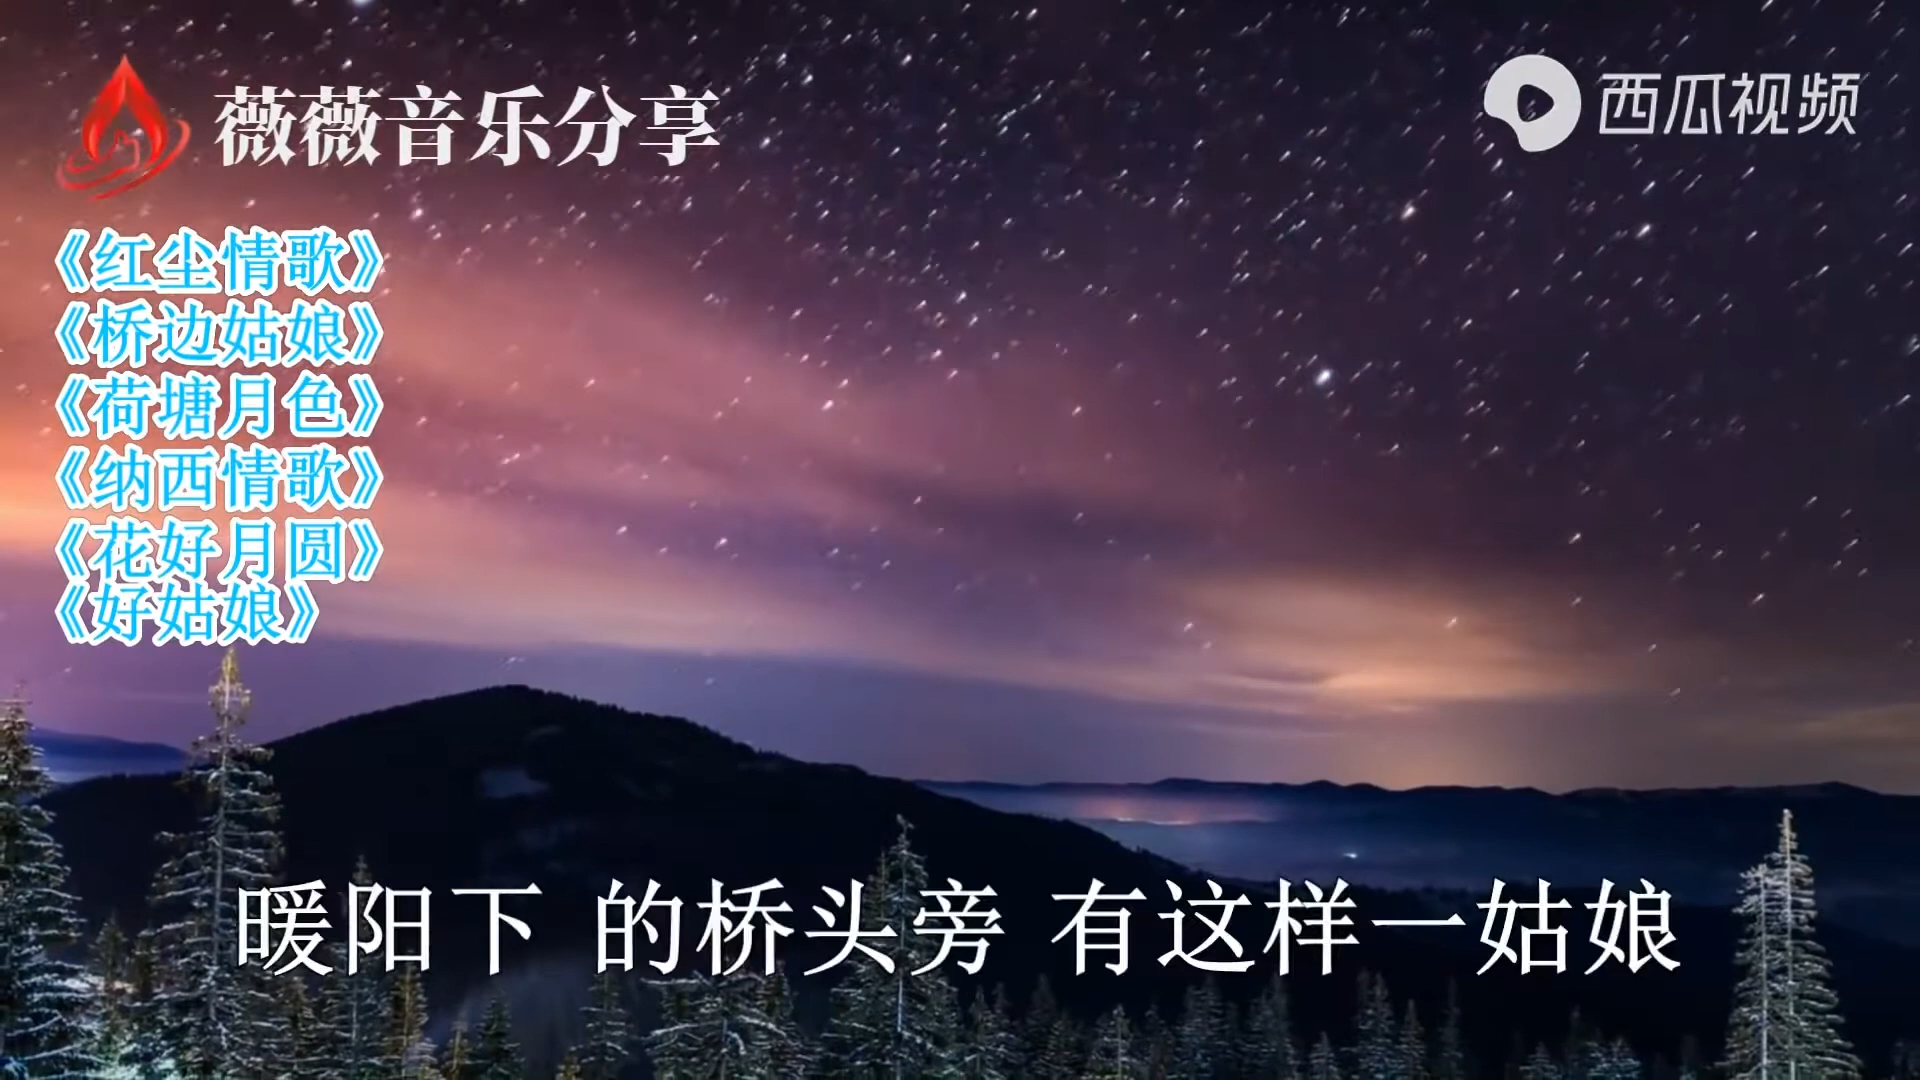 薇薇音乐分享
西瓜视频
《红尘情歌》
《桥边姑娘》
《荷塘月色》
《纳西情歌》
《花好月圆》
《好姑娘》
暖阳下 的桥头旁 有这样一姑娘